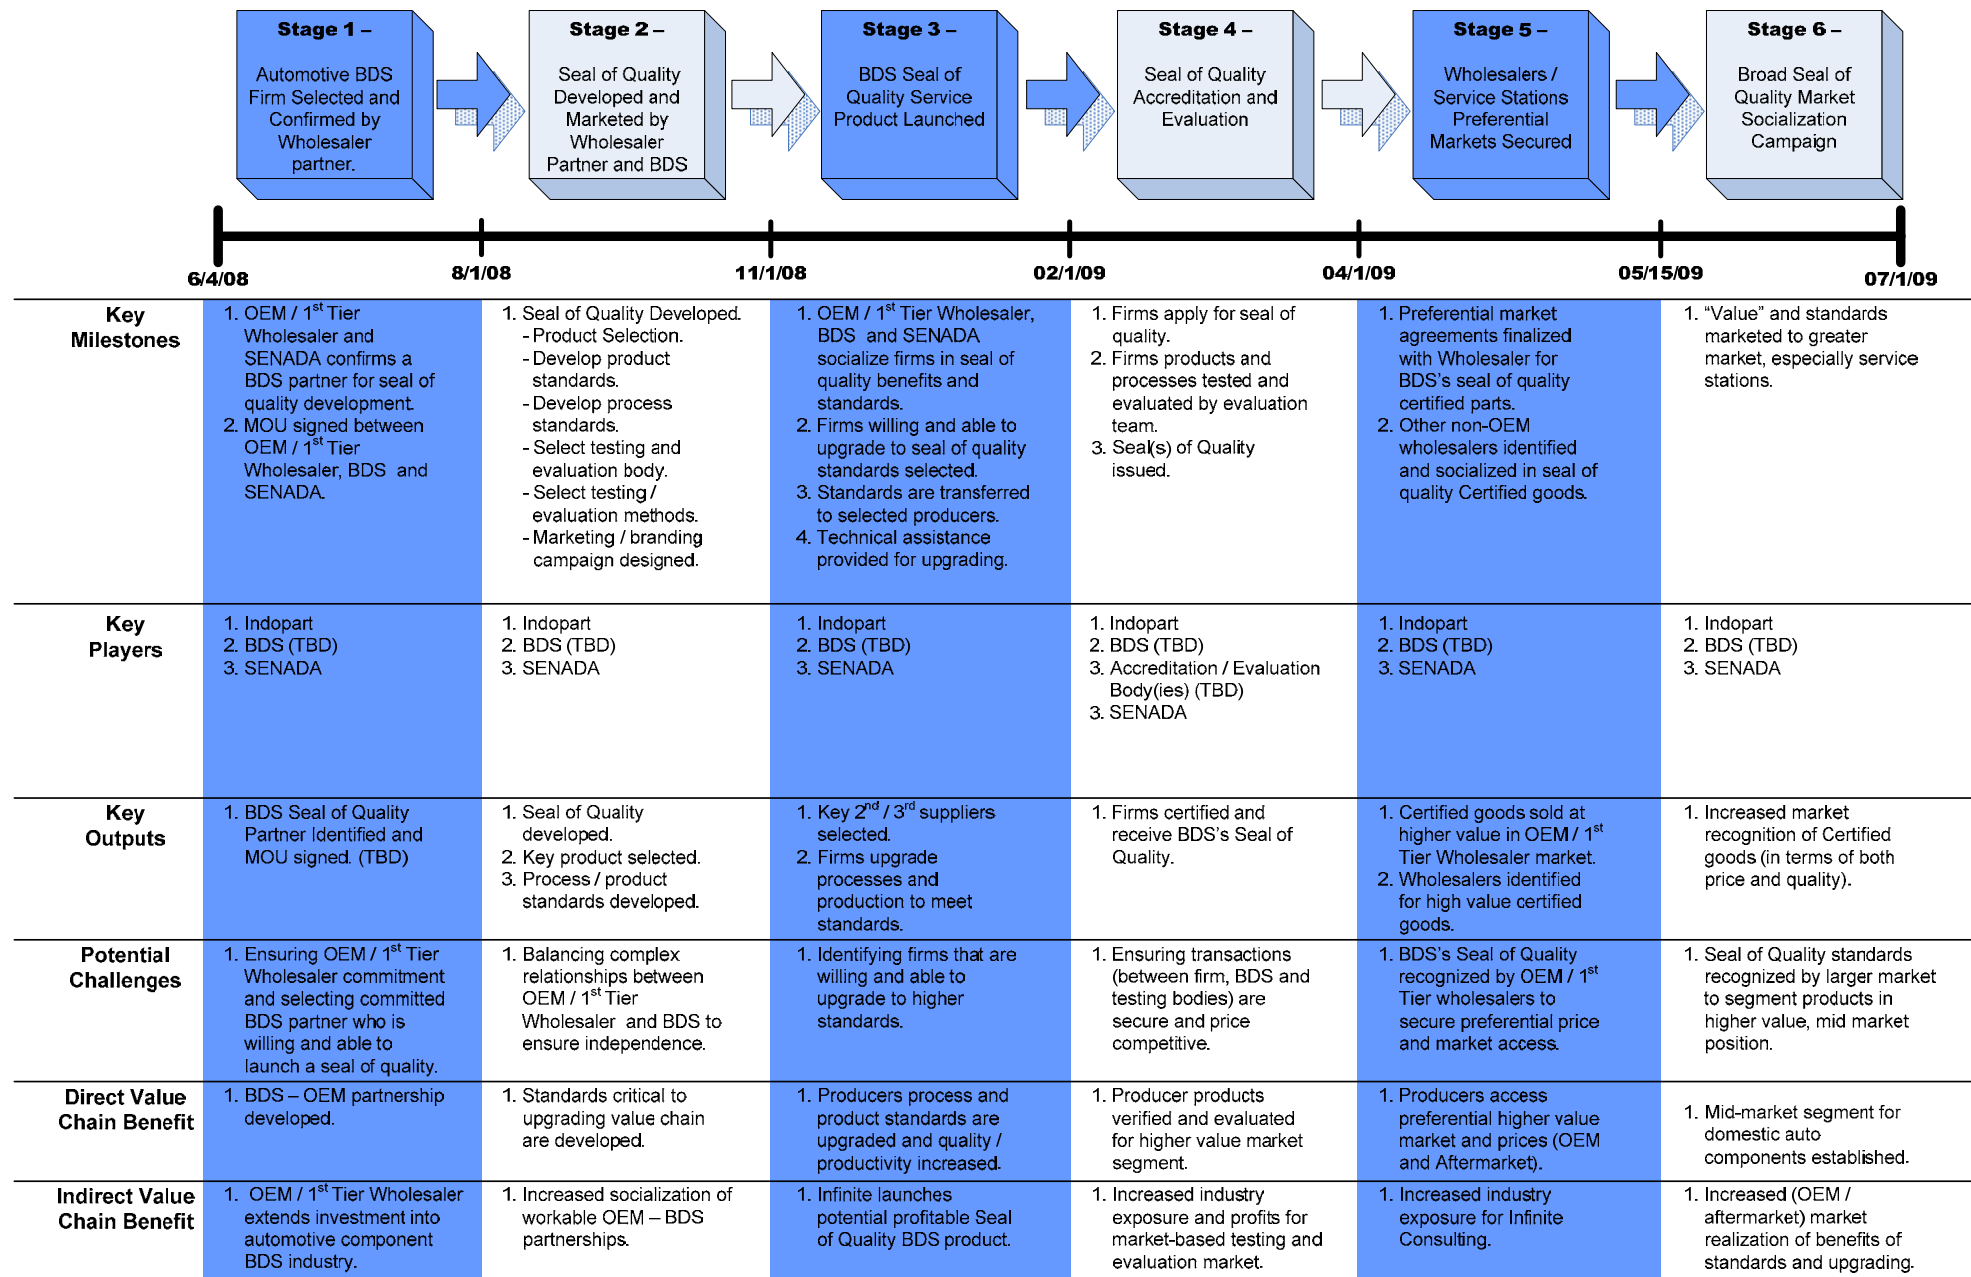 Stage 1 –
Automotive BDS
Firm Selected and
Confirmed by
Wholesaler
partner.
Stage 2 –
Seal of Quality
Developed and
Marketed by
Wholesaler
Partner and BDS
Stage 3 –
BDS Seal of
Quality Service
Product Launched
Stage 4 –
Seal of Quality
Accreditation and
Evaluation
Stage 5 –
Wholesalers /
Service Stations
Preferential
Markets Secured
Stage 6 –
Broad Seal of
Quality Market
Socialization
Campaign
6/4/08
8/1/08
11/1/08
02/1/09
04/1/09
05/15/09
07/1/09
Key
Milestones
1. OEM / 1st Tier
Wholesaler and
SENADA confirms a
BDS partner for seal of
quality development.
2. MOU signed between
OEM / 1st Tier
Wholesaler, BDS and
SENADA.
1. Seal of Quality Developed.
- Product Selection.
- Develop product
standards.
- Develop process
standards.
- Select testing and
evaluation body.
- Select testing /
evaluation methods.
- Marketing / branding
campaign designed.
1. OEM / 1st Tier Wholesaler,
BDS and SENADA
socialize firms in seal of
quality benefits and
standards.
2. Firms willing and able to
upgrade to seal of quality
standards selected.
3. Standards are transferred
to selected producers.
4. Technical assistance
provided for upgrading.
1. Firms apply for seal of
quality.
2. Firms products and
processes tested and
evaluated by evaluation
team.
3. Seal(s) of Quality
issued.
1. Preferential market
agreements finalized
with Wholesaler for
BDS's seal of quality
certified parts.
2. Other non-OEM
wholesalers identified
and socialized in seal of
quality Certified goods.
1. “Value” and standards
marketed to greater
market, especially service
stations.
Key
Players
1. Indopart
2. BDS (TBD)
3. SENADA
1. Indopart
2. BDS (TBD)
3. SENADA
1. Indopart
2. BDS (TBD)
3. SENADA
1. Indopart
2. BDS (TBD)
3. Accreditation / Evaluation
Body(ies) (TBD)
3. SENADA
1. Indopart
2. BDS (TBD)
3. SENADA
1. Indopart
2. BDS (TBD)
3. SENADA
Key
Outputs
1. BDS Seal of Quality
Partner Identified and
MOU signed. (TBD)
1. Seal of Quality
developed.
2. Key product selected.
3. Process / product
standards developed.
1. Key 2nd / 3rd suppliers
selected.
2. Firms upgrade
processes and
production to meet
standards.
1. Firms certified and
receive BDS's Seal of
Quality.
1. Certified goods sold at
higher value in OEM / 1st
Tier Wholesaler market.
2. Wholesalers identified
for high value certified
goods.
1. Increased market
recognition of Certified
goods (in terms of both
price and quality).
Potential
Challenges
1. Ensuring OEM / 1st Tier
Wholesaler commitment
and selecting committed
BDS partner who is
willing and able to
launch a seal of quality.
1. Balancing complex
relationships between
OEM / 1st Tier
Wholesaler and BDS to
ensure independence.
1. Identifying firms that are
willing and able to
upgrade to higher
standards.
1. Ensuring transactions
(between firm, BDS and
testing bodies) are
secure and price
competitive.
1. BDS's Seal of Quality
recognized by OEM / 1st
Tier wholesalers to
secure preferential price
and market access.
1. Seal of Quality standards
recognized by larger market
to segment products in
higher value, mid market
position.
Direct Value
Chain Benefit
1. BDS – OEM partnership
developed.
1. Standards critical to
upgrading value chain
are developed.
1. Producers process and
product standards are
upgraded and quality /
productivity increased.
1. Producer products
verified and evaluated
for higher value market
segment.
1. Producers access
preferential higher value
market and prices (OEM
and Aftermarket).
1. Mid-market segment for
domestic auto
components established.
Indirect Value
Chain Benefit
1. OEM / 1st Tier Wholesaler
extends investment into
automotive component
BDS industry.
1. Increased socialization of
workable OEM – BDS
partnerships.
1. Infinite launches
potential profitable Seal
of Quality BDS product.
1. Increased industry
exposure and profits for
market-based testing and
evaluation market.
1. Increased industry
exposure for Infinite
Consulting.
1. Increased (OEM /
aftermarket) market
realization of benefits of
standards and upgrading.